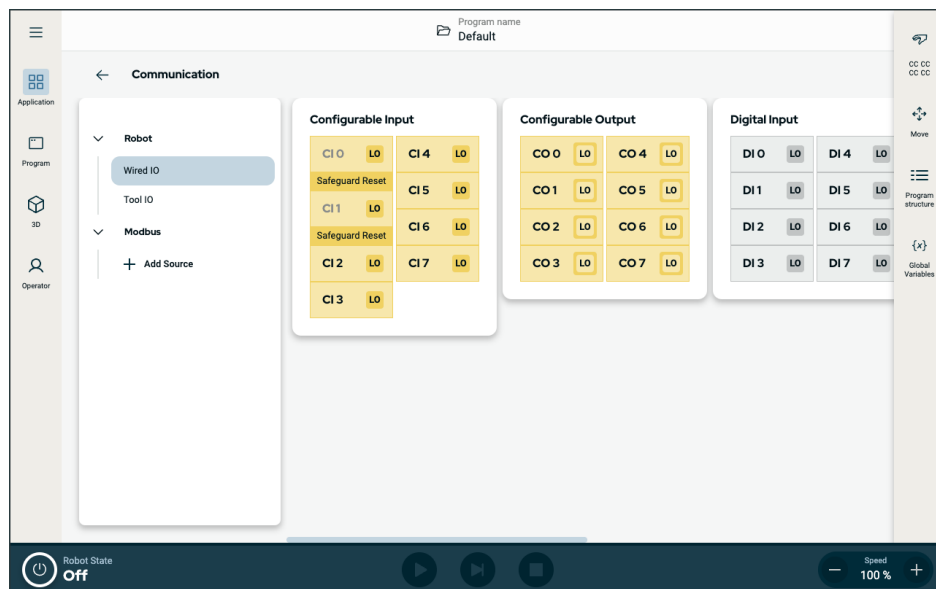 Program name
Default
Application
Program
3D
Operator
Communication
Robot
Wired IO
Tool IO
Modbus
Add Source
Configurable Input
CI 0 LO CI 4 LO
Safeguard Reset
CI 5 LO
CI 1 LO
CI 6 LO
Safeguard Reset
CI 2 LO CI 7 LO
CI 3 LO
Configurable Output
CO 0 LO CO 4 LO
CO 1 LO CO 5 LO
CO 2 LO CO 6 LO
CO 3 LO CO 7 LO
Digital Input
DI 0 LO DI 4 LO
DI 1 LO DI 5 LO
DI 2 LO DI 6 LO
DI 3 LO DI 7 LO
CC CC
CC CC
Move
Program
structure
{x}
Global
Variables
Robot State
Off
Speed
100 %